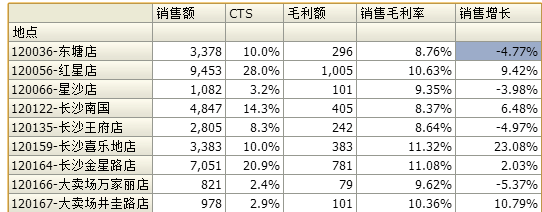 销售额 CTS 毛利额 销售毛利率 销售增长
地点
120036-东塘店 3,378 10.0% 296 8.76% -4.77%
120056-红星店 9,453 28.0% 1,005 10.63% 9.42%
120066-星沙店 1,082 3.2% 101 9.35% -3.98%
120122-长沙南国 4,847 14.3% 405 8.37% 6.48%
120135-长沙王府店 2,805 8.3% 242 8.64% -4.97%
120159-长沙喜乐地店 3,383 10.0% 383 11.32% 23.08%
120164-长沙金星路店 7,051 20.9% 781 11.08% 2.03%
120166-大卖场万家丽店 821 2.4% 79 9.62% -5.37%
120167-大卖场井圭路店 978 2.9% 101 10.36% 10.79%